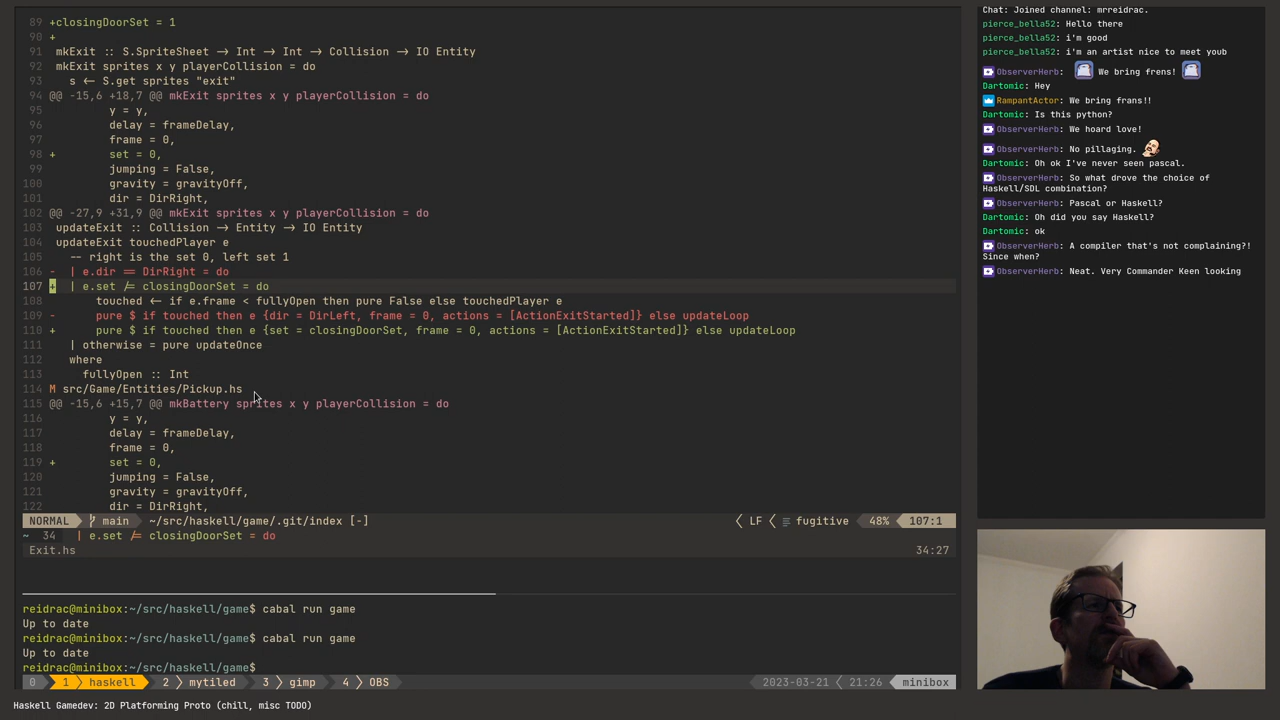 89 +closingDoorSet = 1
90 +
91  mkExit :: S.SpriteSheet -> Int -> Int -> Collision -> IO Entity
92  mkExit sprites x y playerCollision = do
93    s <- S.get sprites "exit"
94 @@ -15,6 +18,7 @@ mkExit sprites x y playerCollision = do
95          y = y,
96          delay = frameDelay,
97          frame = 0,
98 +        set = 0,
99          jumping = False,
100          gravity = gravityOff,
101          dir = DirRight,
102 @@ -27,9 +31,9 @@ mkExit sprites x y playerCollision = do
103  updateExit :: Collision -> Entity -> IO Entity
104  updateExit touchedPlayer e
105    -- right is the set 0, left set 1
106 -  | e.dir == DirRight = do
107 +  | e.set /= closingDoorSet = do
108        touched <- if e.frame < fullyOpen then pure False else touchedPlayer e
109 -      pure $ if touched then e {dir = DirLeft, frame = 0, actions = [ActionExitStarted]} else updateLoop
110 +      pure $ if touched then e {set = closingDoorSet, frame = 0, actions = [ActionExitStarted]} else updateLoop
111    | otherwise = pure updateOnce
112    where
113      fullyOpen :: Int
114 M src/Game/Entities/Pickup.hs
115 @@ -15,6 +15,7 @@ mkBattery sprites x y playerCollision = do
116          y = y,
117          delay = frameDelay,
118          frame = 0,
119 +        set = 0,
120          jumping = False,
121          gravity = gravityOff,
122          dir = DirRight,
NORMAL main ~/src/haskell/game/.git/index [-] LF fugitive 48% 107:1
~ 34   | e.set /= closingDoorSet = do
Exit.hs 34:27
reidrac@minibox:~/src/haskell/game$ cabal run game
Up to date
reidrac@minibox:~/src/haskell/game$ cabal run game
Up to date
reidrac@minibox:~/src/haskell/game$
0 1 haskell 2 mytiled 3 gimp 4 OBS 2023-03-21 21:26 minibox
Haskell Gamedev: 2D Platforming Proto (chill, misc TODO)
Chat: Joined channel: mrreidrac.
pierce_bella52: Hello there
pierce_bella52: i'm good
pierce_bella52: i'm an artist nice to meet youb
ObserverHerb: We bring frens!
Dartomic: Hey
RampantActor: We bring frans!!
Dartomic: Is this python?
ObserverHerb: We hoard love!
ObserverHerb: No pillaging.
Dartomic: Oh ok I've never seen pascal.
ObserverHerb: So what drove the choice of
Haskell/SDL combination?
ObserverHerb: Pascal or Haskell?
Dartomic: Oh did you say Haskell?
Dartomic: ok
ObserverHerb: A compiler that's not complaining?!
Since when?
ObserverHerb: Neat. Very Commander Keen looking